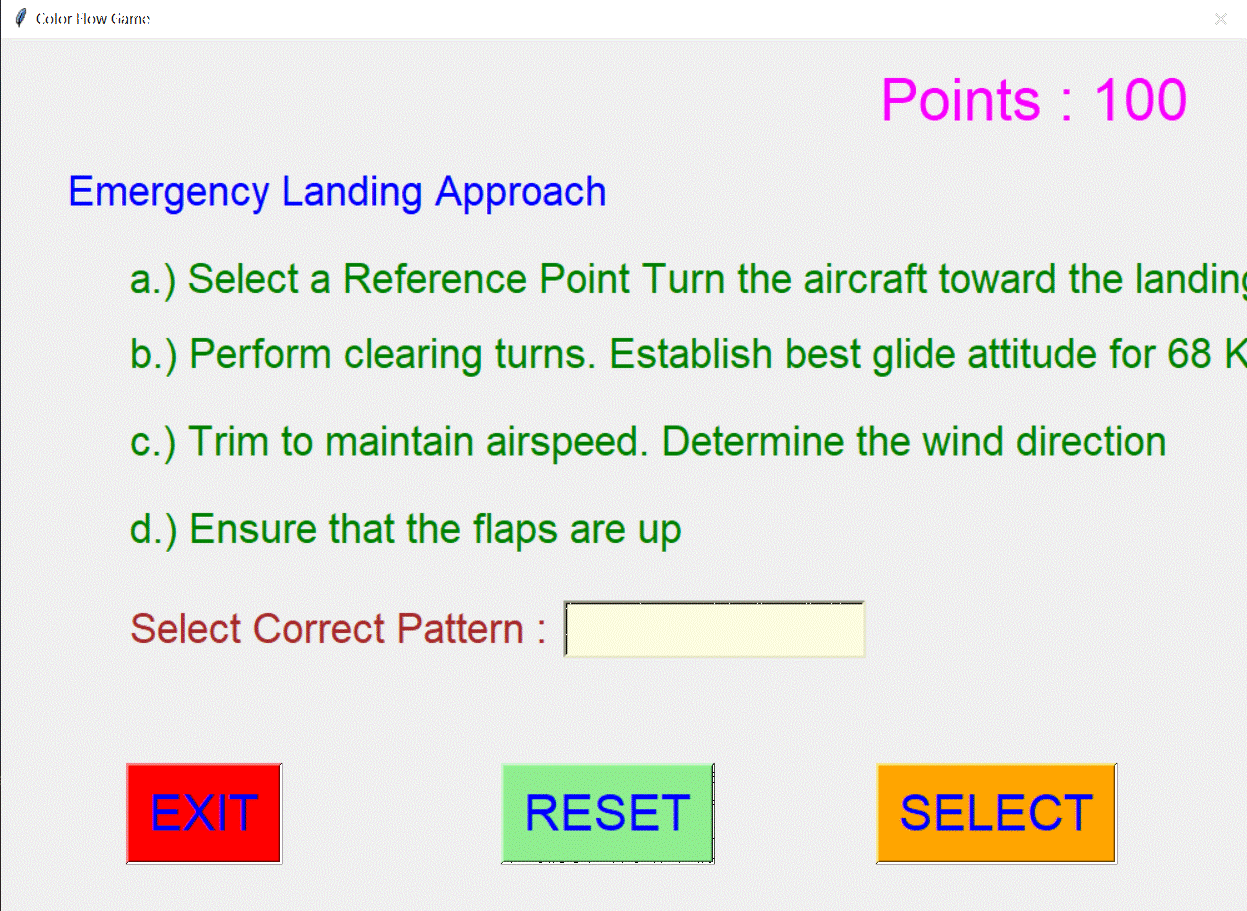 Color Flow Game
Points : 100
Emergency Landing Approach
a.) Select a Reference Point Turn the aircraft toward the landing
b.) Perform clearing turns. Establish best glide attitude for 68 K
c.) Trim to maintain airspeed. Determine the wind direction
d.) Ensure that the flaps are up
Select Correct Pattern :
EXIT RESET SELECT